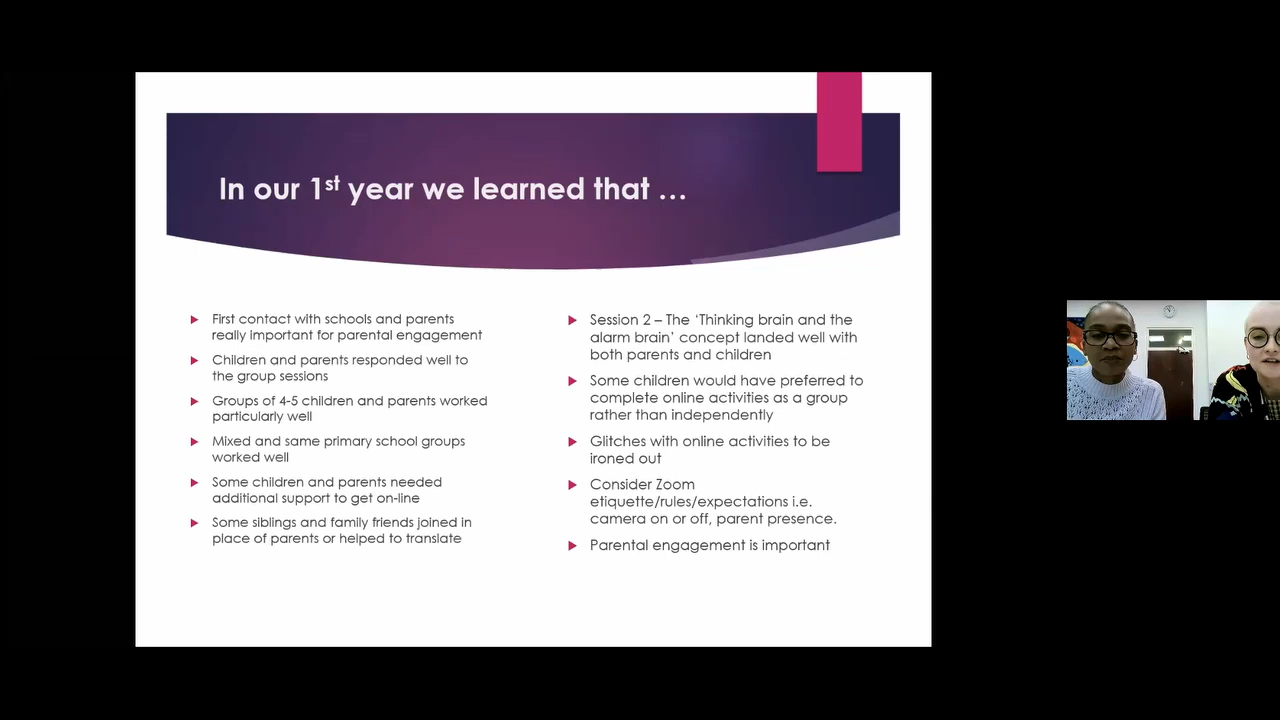 In our 1st year we learned that …
First contact with schools and parents
really important for parental engagement
Children and parents responded well to
the group sessions
Groups of 4-5 children and parents worked
particularly well
Mixed and same primary school groups
worked well
Some children and parents needed
additional support to get on-line
Some siblings and family friends joined in
place of parents or helped to translate
Session 2 – The ‘Thinking brain and the
alarm brain’ concept landed well with
both parents and children
Some children would have preferred to
complete online activities as a group
rather than independently
Glitches with online activities to be
ironed out
Consider Zoom
etiquette/rules/expectations i.e.
camera on or off, parent presence.
Parental engagement is important